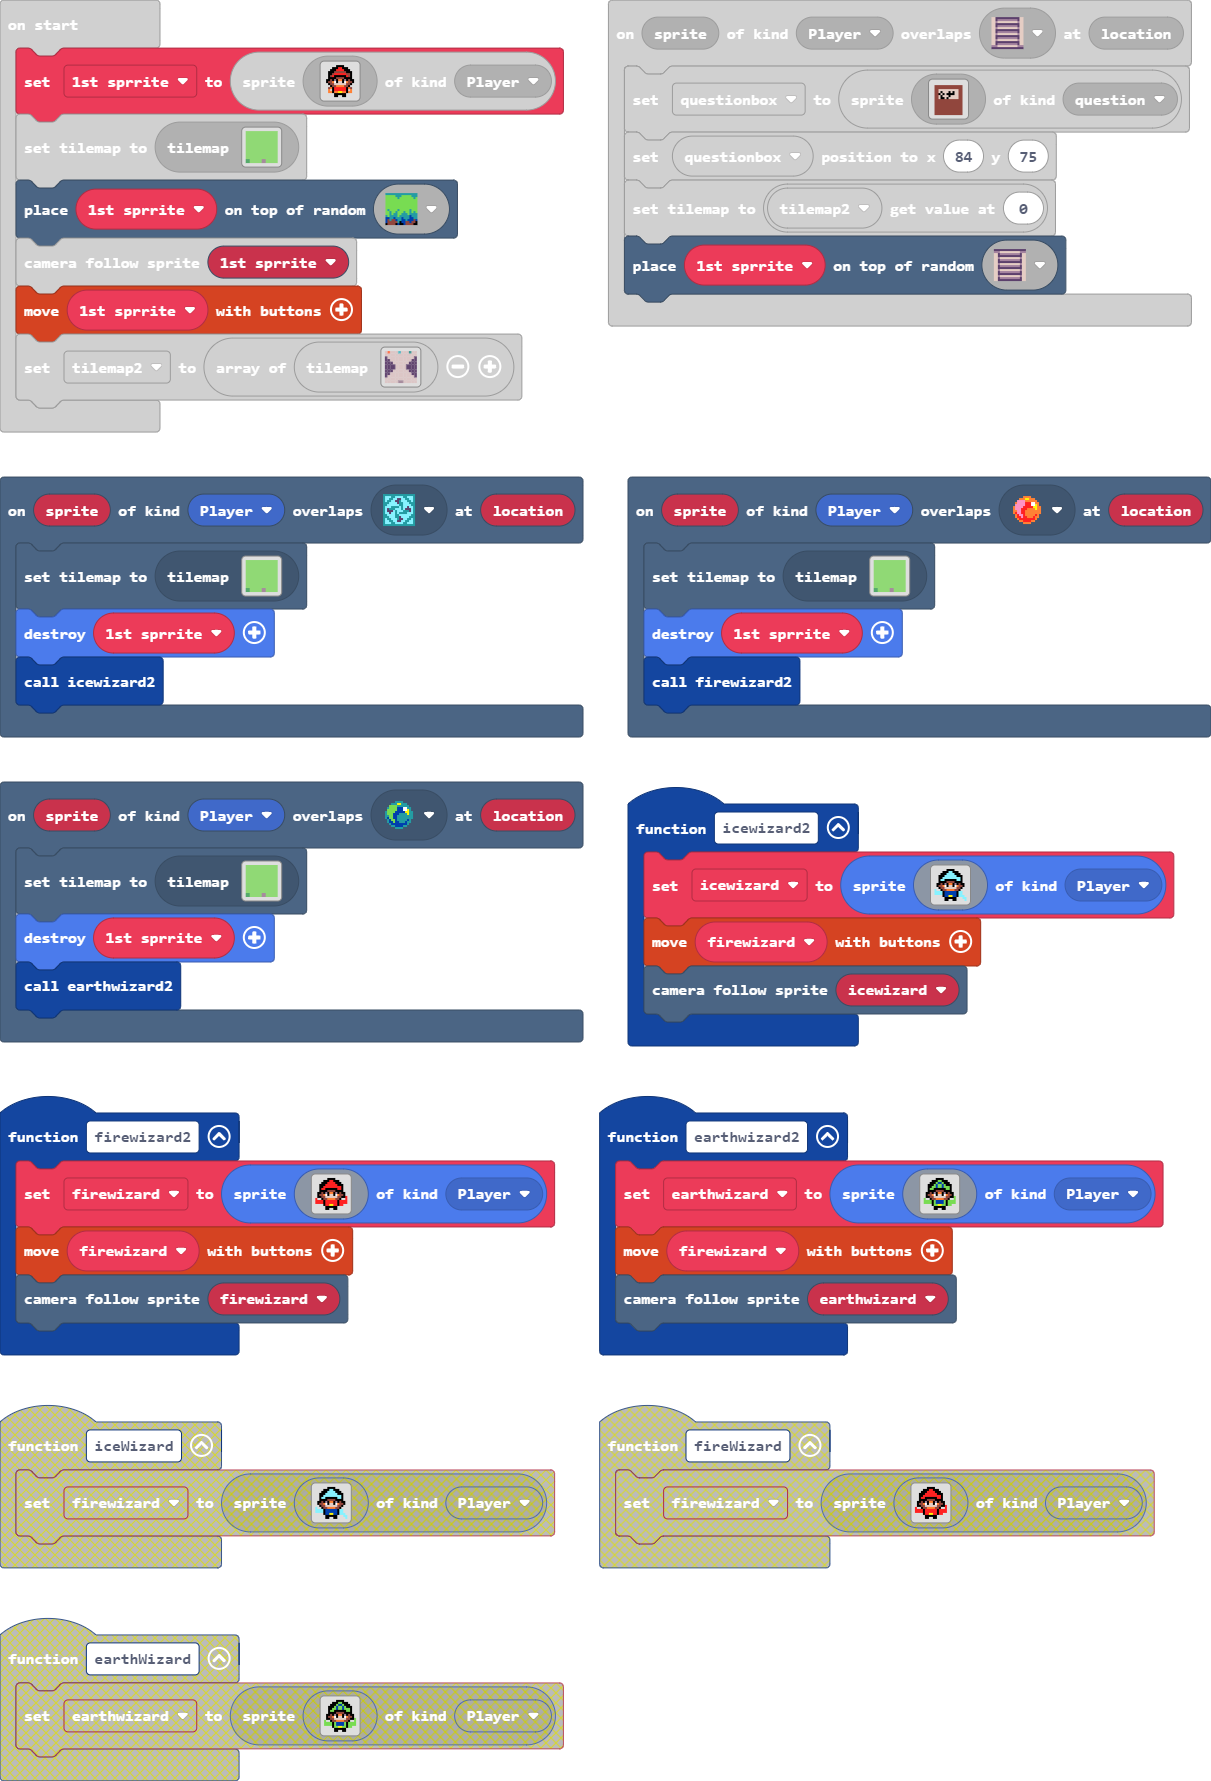 on start
set 1st sprrite to sprite of kind Player
set tilemap to tilemap
place 1st sprrite on top of random
camera follow sprite 1st sprrite
move 1st sprrite with buttons
set tilemap2 to array of tilemap
on sprite of kind Player overlaps at location
set questionbox to sprite of kind question
set questionbox position to x 84 y 75
set tilemap to tilemap2 get value at 0
place 1st sprrite on top of random
on sprite of kind Player overlaps at location
set tilemap to tilemap
destroy 1st sprrite
call icewizard2
on sprite of kind Player overlaps at location
set tilemap to tilemap
destroy 1st sprrite
call firewizard2
on sprite of kind Player overlaps at location
set tilemap to tilemap
destroy 1st sprrite
call earthwizard2
function icewizard2
set icewizard to sprite of kind Player
move firewizard with buttons
camera follow sprite icewizard
function firewizard2
set firewizard to sprite of kind Player
move firewizard with buttons
camera follow sprite firewizard
function earthwizard2
set earthwizard to sprite of kind Player
move firewizard with buttons
camera follow sprite earthwizard
function iceWizard
set firewizard to sprite of kind Player
function fireWizard
set firewizard to sprite of kind Player
function earthWizard
set earthwizard to sprite of kind Player